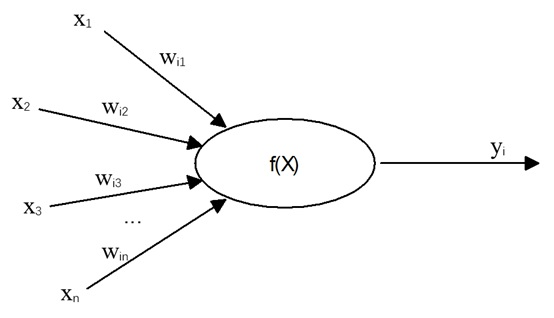 x₁
wᵢ₁
x₂
wᵢ₂
f(X)
yᵢ
wᵢ₃
x₃
...
wᵢₙ
xₙ